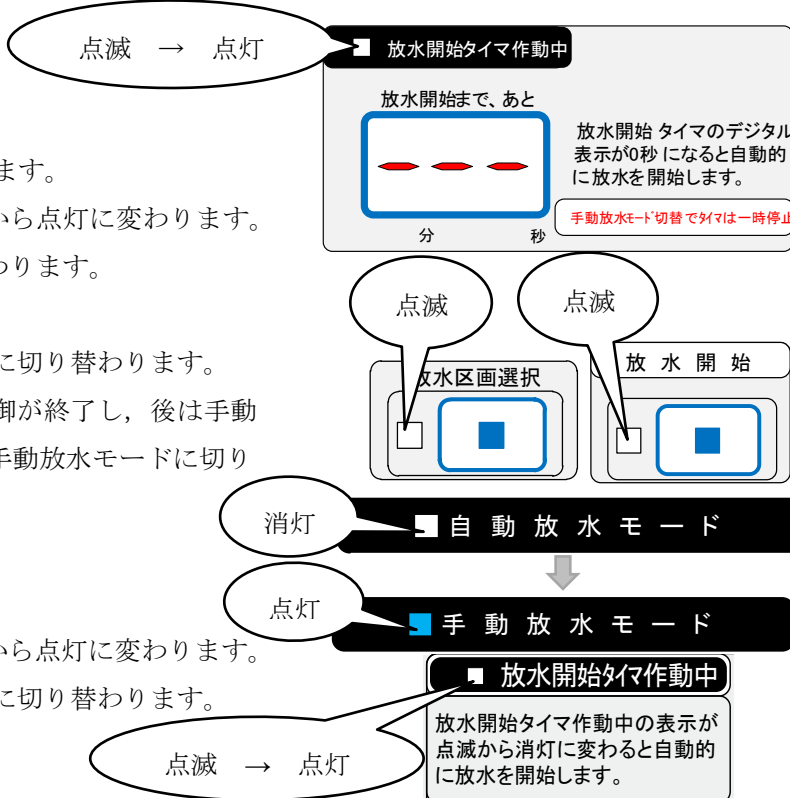 点滅 → 点灯
放水開始タイマ作動中
放水開始まで、あと
放水開始 タイマのデジタル
表示が0秒 になると自動的
に放水を開始します。
手動放水モード切替でタイマは一時停止
分 秒
ます。
から点灯に変わります。
わります。
に切り替わります。
御が終了し，後は手動
手動放水モードに切り
点滅
点滅
放水区画選択
放水開始
消灯
自動放水モード
点灯
手動放水モード
から点灯に変わります。
に切り替わります。
放水開始タイマ作動中
放水開始タイマ作動中の表示が
点滅から消灯に変わると自動的
に放水を開始します。
点滅 → 点灯